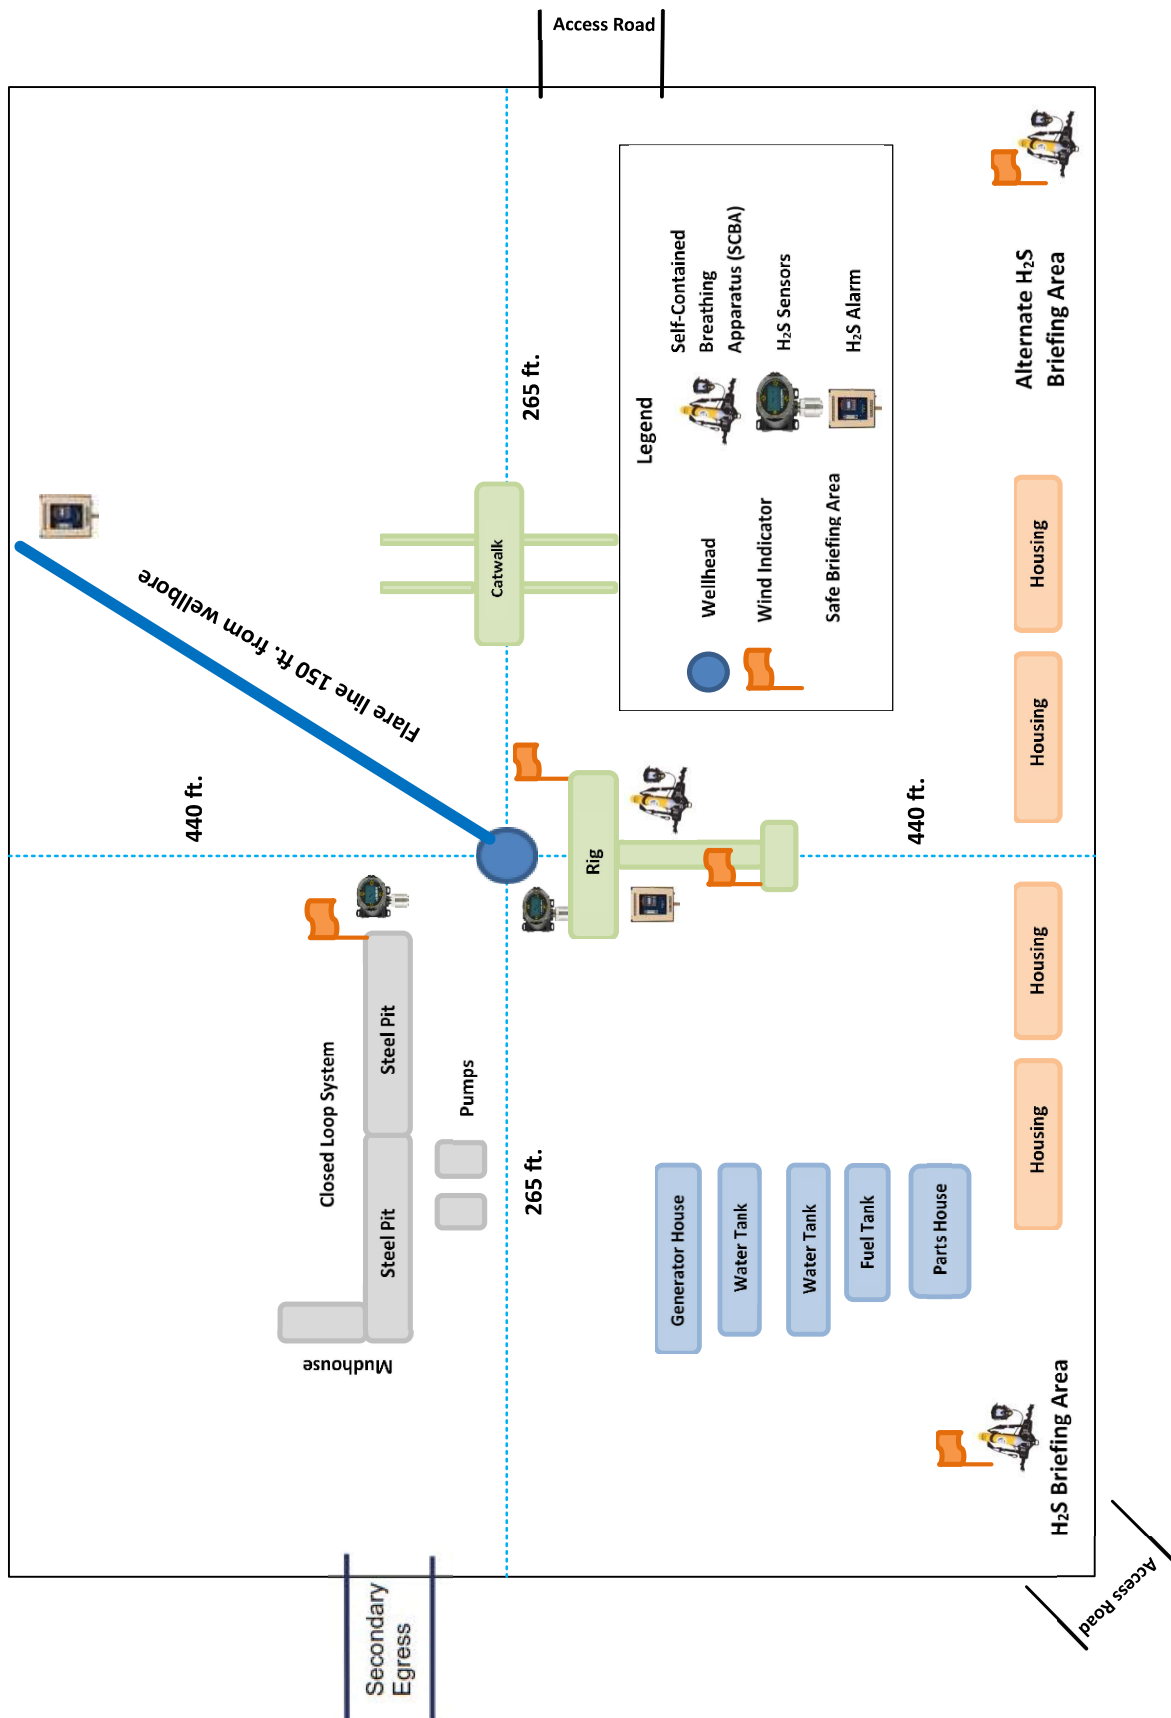 Access Road
265 ft.
440 ft.
Flare line 150 ft. from wellbore
Catwalk
Legend
Wellhead
Wind Indicator
Safe Briefing Area
Self-Contained
Breathing
Apparatus (SCBA)
H₂S Sensors
H₂S Alarm
Alternate H₂S
Briefing Area
Rig
440 ft.
Housing
Housing
Housing
Housing
Closed Loop System
Steel Pit
Steel Pit
Pumps
Mudhouse
265 ft.
Generator House
Water Tank
Water Tank
Fuel Tank
Parts House
H₂S Briefing Area
Access Road
Secondary
Egress